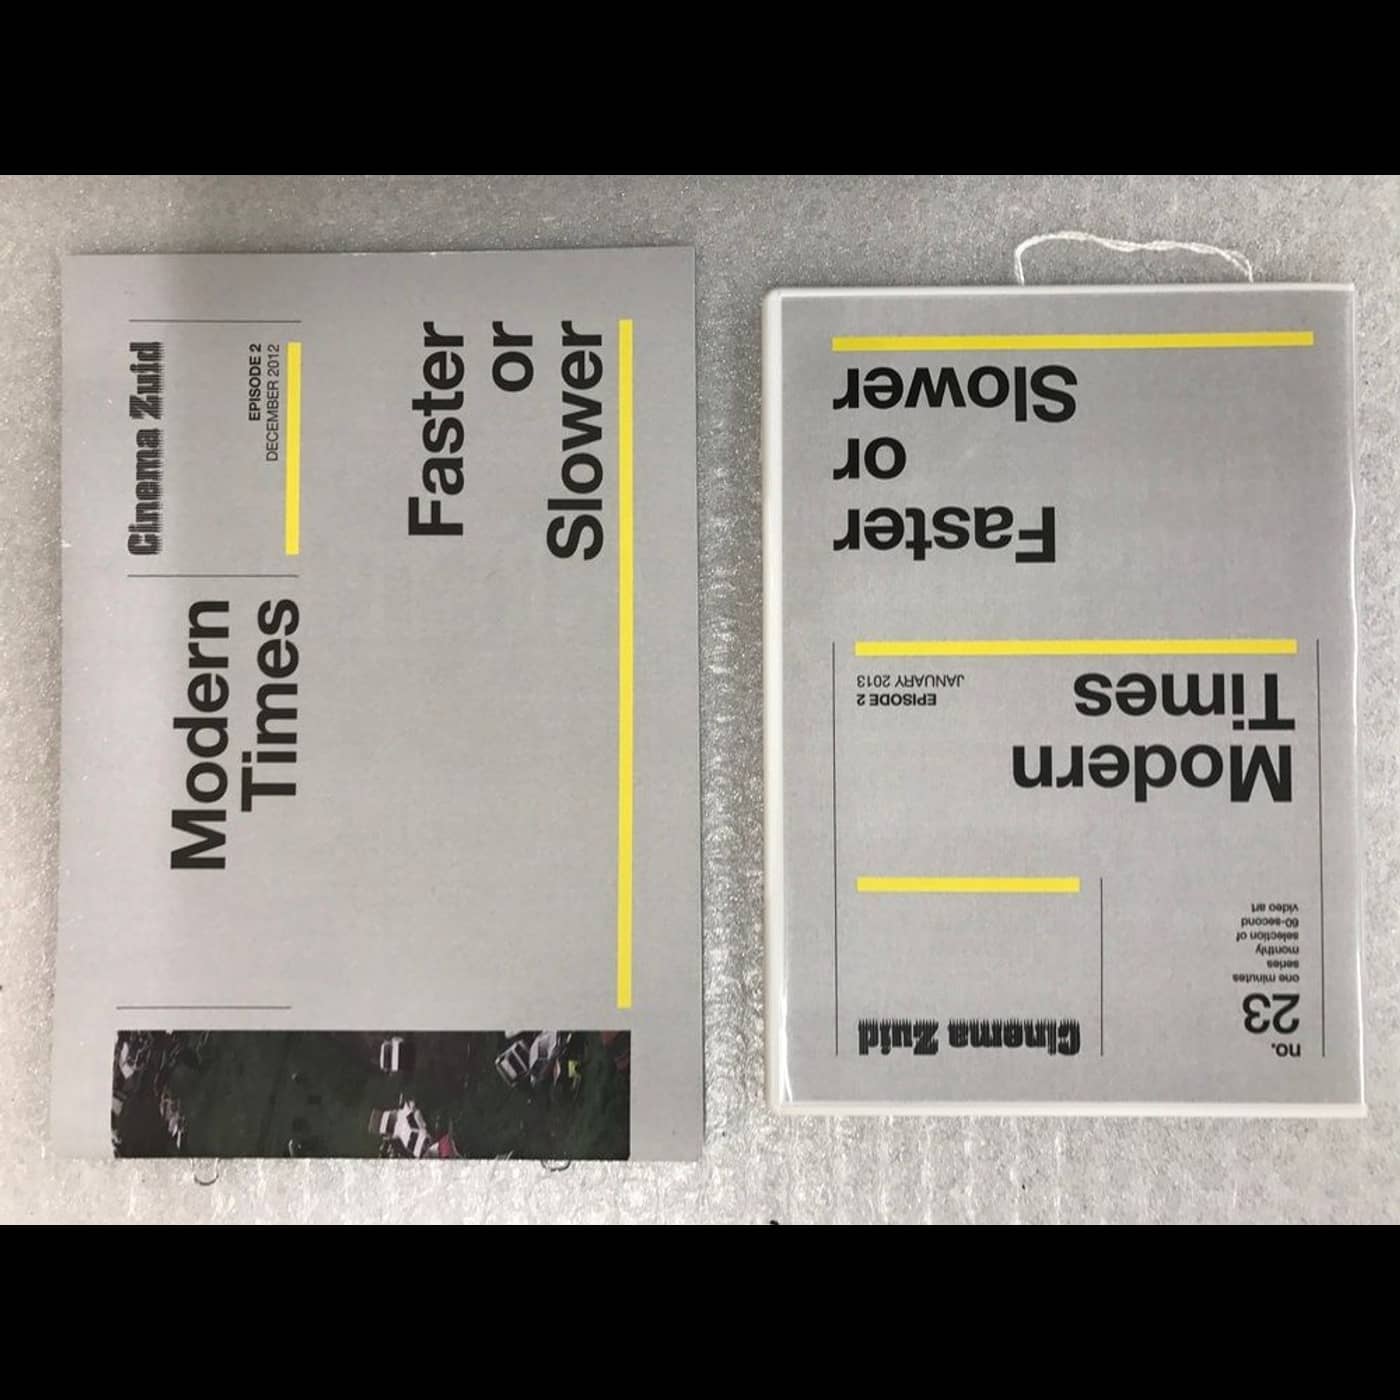 Cinema Zuid
EPISODE 2
DECEMBER 2012
Modern
Times
Faster
or
Slower
no.
23
one minutes
series
monthly
selection of
60-second
video art
Cinema Zuid
Modern
Times
EPISODE 2
JANUARY 2013
Faster
or
Slower